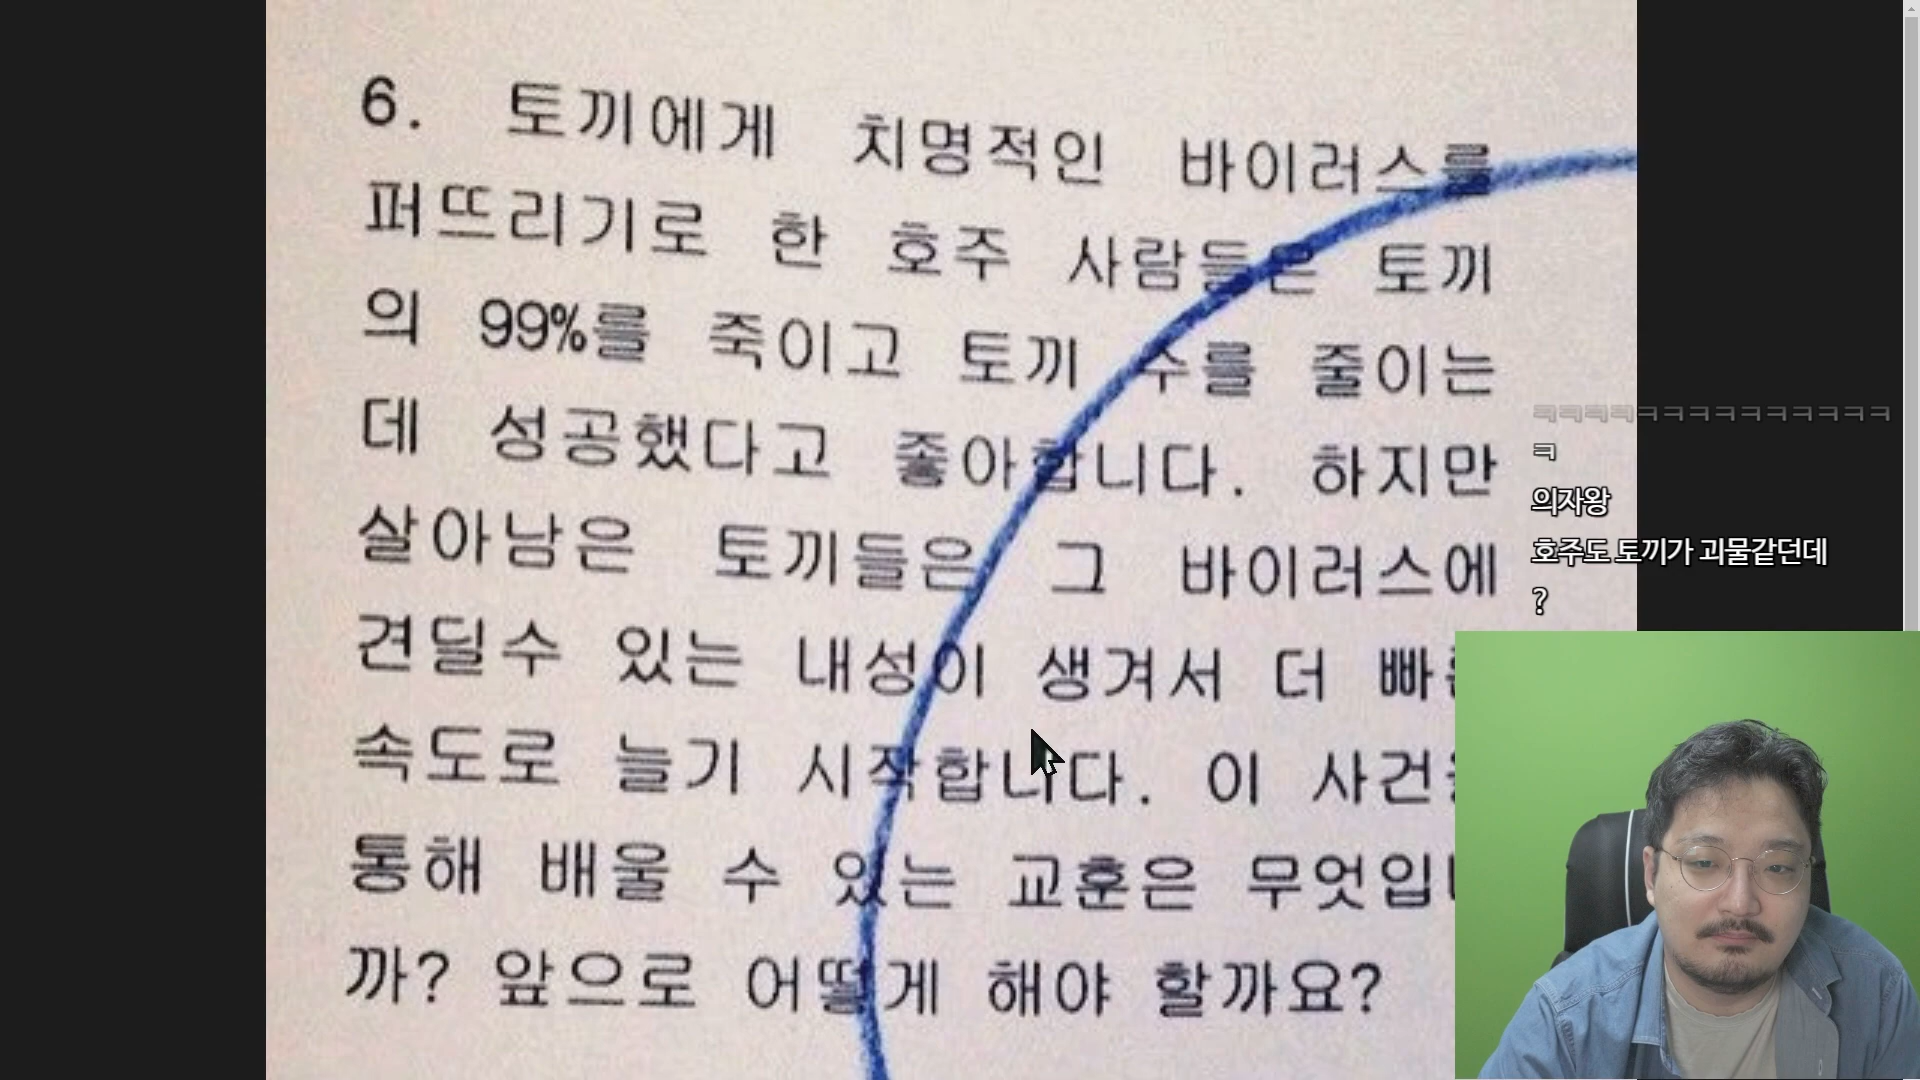 6. 토끼에게 치명적인 바이러스를
퍼뜨리기로 한 호주 사람들은 토끼
의 99%를 죽이고 토끼 수를 줄이는
데 성공했다고 좋아합니다. 하지만
살아남은 토끼들은 그 바이러스에
견딜수 있는 내성이 생겨서 더
속도로 늘기 시작합니다. 이
통해 배울 수 있는 교훈은
까? 앞으로 어떻게 해야 할까요?
ㅋㅋㅋㅋㅋㅋㅋㅋㅋㅋㅋㅋㅋㅋ
ㅋ
의자왕
호주도 토끼가 괴물같던데
?